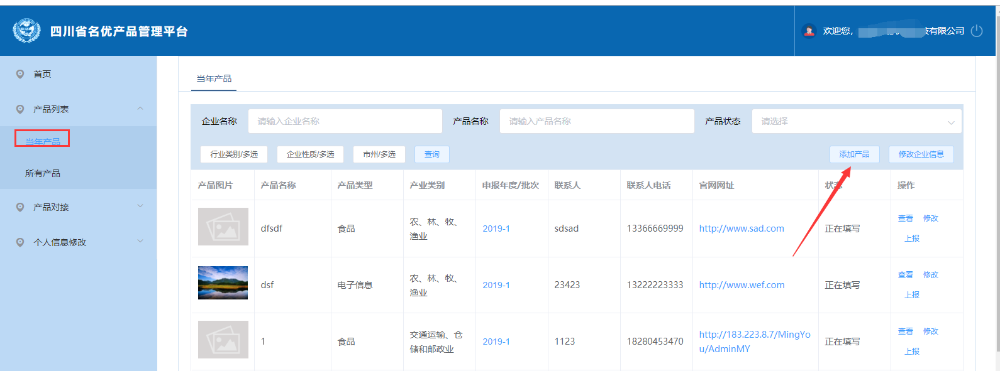 四川省名优产品管理平台
欢迎您,
有限公司
首页
产品列表
当年产品
所有产品
产品对接
个人信息修改
当年产品
企业名称 请输入企业名称 产品名称 请输入产品名称 产品状态 请选择
行业类别/多选 企业性质/多选 市州/多选 查询 添加产品 修改企业信息
产品图片 产品名称 产品类型 产业类别 申报年度/批次 联系人 联系人电话 官网网址 状态 操作
dfsdf 食品 农、林、牧、
渔业 2019-1 sdsad 13366669999 http://www.sad.com 正在填写 查看 修改
上报
dsf 电子信息 农、林、牧、
渔业 2019-1 23423 13222223333 http://www.wef.com 正在填写 查看 修改
上报
1 食品 交通运输、仓
储和邮政业 2019-1 1123 18280453470 http://183.223.8.7/MingYo
u/AdminMY 正在填写 查看 修改
上报